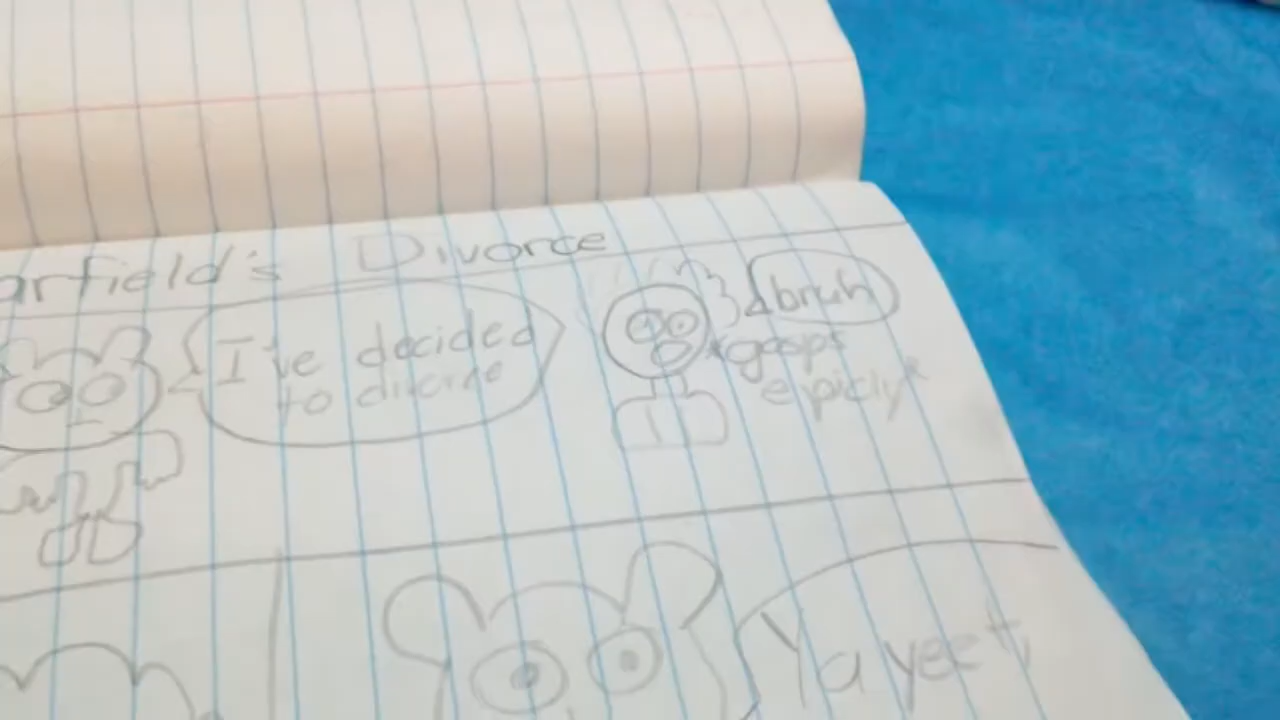 arfield's Divorce
I've decided
to divorce
bruh
*gasps
epicly*
Ya yeet,